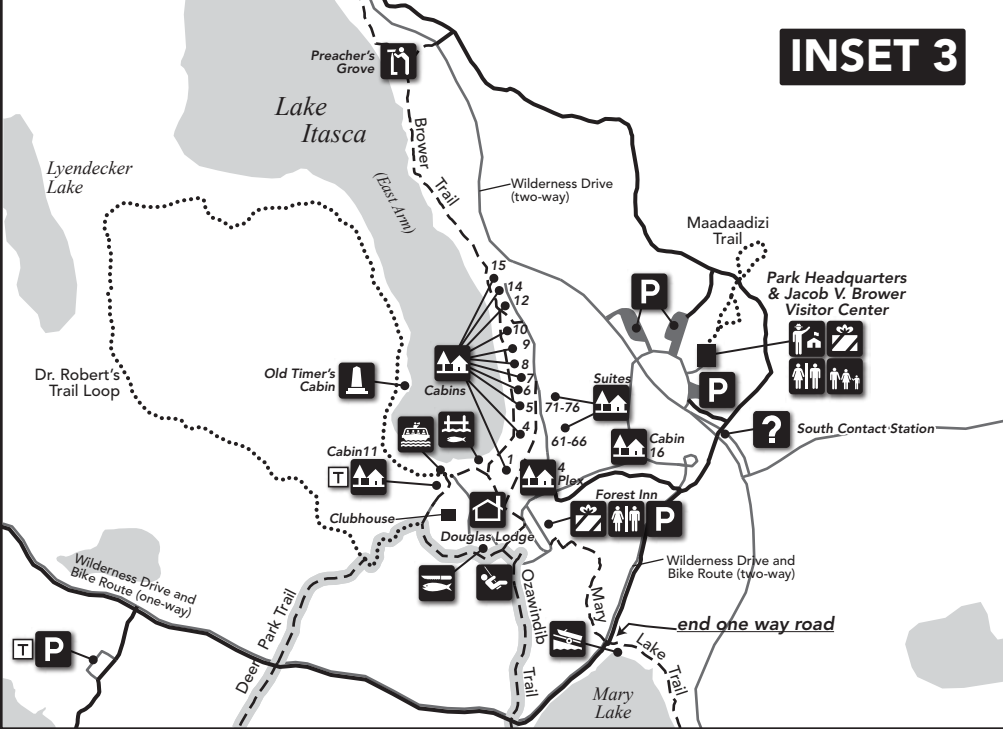 INSET 3
Preacher's
Grove
Lake
Itasca
Brower
Trail
(East Arm)
Lyendecker
Lake
Wilderness Drive
(two-way)
Maadaadizi
Trail
Park Headquarters
& Jacob V. Brower
Visitor Center
P
P
15
14
12
10
9
8
7
6
5
4
1
Cabins
Dr. Robert's
Trail Loop
Old Timer's
Cabin
Suites
71-76
61-66
Cabin
16
?
South Contact Station
Cabin11
T
4
Plex
Clubhouse
Douglas Lodge
Forest Inn
P
Wilderness Drive and
Bike Route (one-way)
Wilderness Drive and
Bike Route (two-way)
Deer Park Trail
Ozawindib
Trail
Mary
Lake
Trail
end one way road
T
P
Mary
Lake